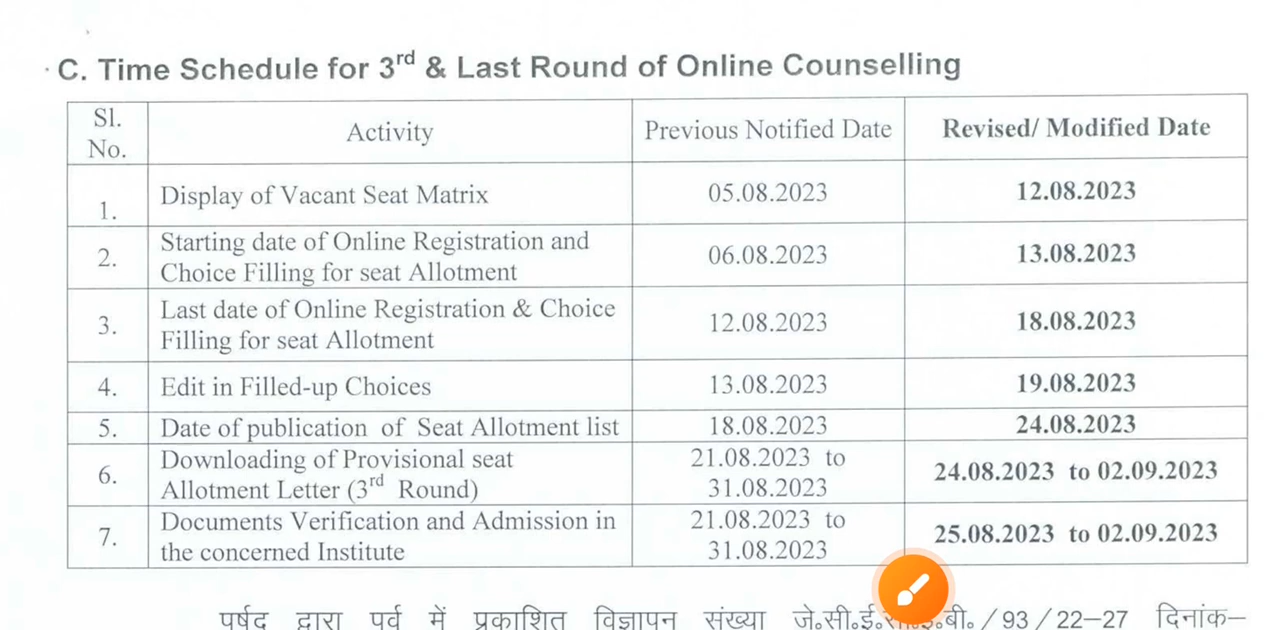 C. Time Schedule for 3rd & Last Round of Online Counselling
Sl. No. Activity Previous Notified Date Revised/ Modified Date
1. Display of Vacant Seat Matrix 05.08.2023 12.08.2023
2. Starting date of Online Registration and Choice Filling for seat Allotment 06.08.2023 13.08.2023
3. Last date of Online Registration & Choice Filling for seat Allotment 12.08.2023 18.08.2023
4. Edit in Filled-up Choices 13.08.2023 19.08.2023
5. Date of publication of Seat Allotment list 18.08.2023 24.08.2023
6. Downloading of Provisional seat Allotment Letter (3rd Round) 21.08.2023 to 31.08.2023 24.08.2023 to 02.09.2023
7. Documents Verification and Admission in the concerned Institute 21.08.2023 to 31.08.2023 25.08.2023 to 02.09.2023
पर्षद द्वारा पूर्व में प्रकाशित विज्ञापन संख्या /93/22–27 दिनांक–